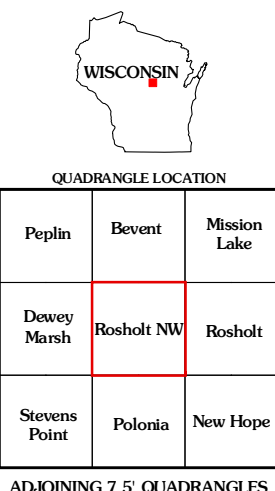 WISCONSIN
QUADRANGLE LOCATION
Peplin
Bevent
Mission
Lake
Dewey
Marsh
Rosholt NW
Rosholt
Stevens
Point
Polonia
New Hope
ADJOINING 7.5' QUADRANGLES